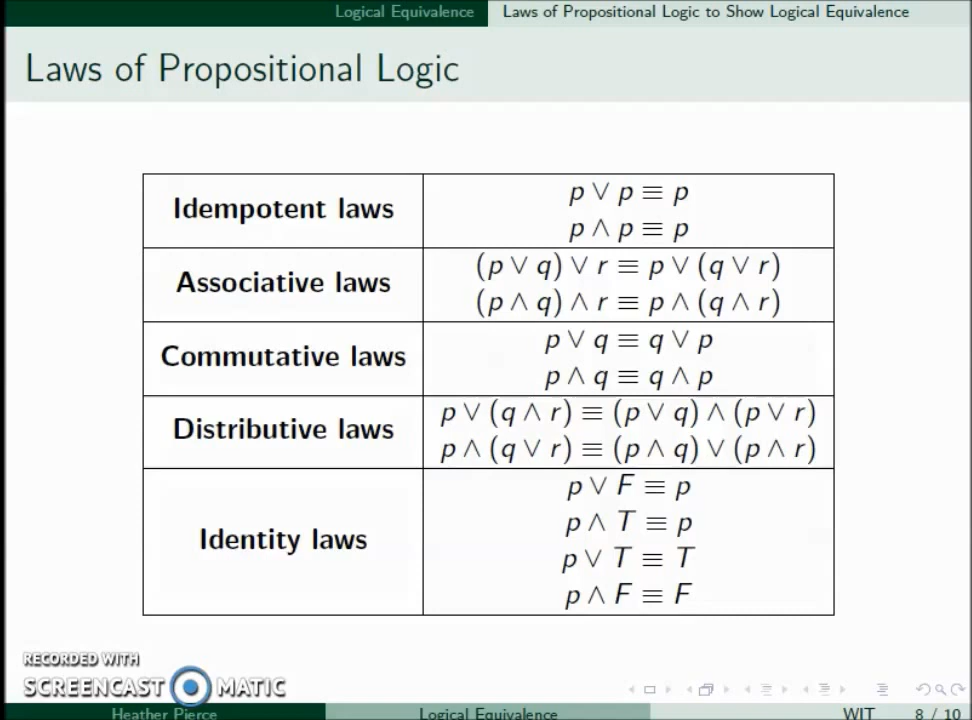 Logical Equivalence Laws of Propositional Logic to Show Logical Equivalence
Laws of Propositional Logic
Idempotent laws
p ∨ p ≡ p
p ∧ p ≡ p
Associative laws
(p ∨ q) ∨ r ≡ p ∨ (q ∨ r)
(p ∧ q) ∧ r ≡ p ∧ (q ∧ r)
Commutative laws
p ∨ q ≡ q ∨ p
p ∧ q ≡ q ∧ p
Distributive laws
p ∨ (q ∧ r) ≡ (p ∨ q) ∧ (p ∨ r)
p ∧ (q ∨ r) ≡ (p ∧ q) ∨ (p ∧ r)
Identity laws
p ∨ F ≡ p
p ∧ T ≡ p
p ∨ T ≡ T
p ∧ F ≡ F
RECORDED WITH
SCREENCAST MATIC
Heather Pierce Logical Equivalence WIT 8 / 10